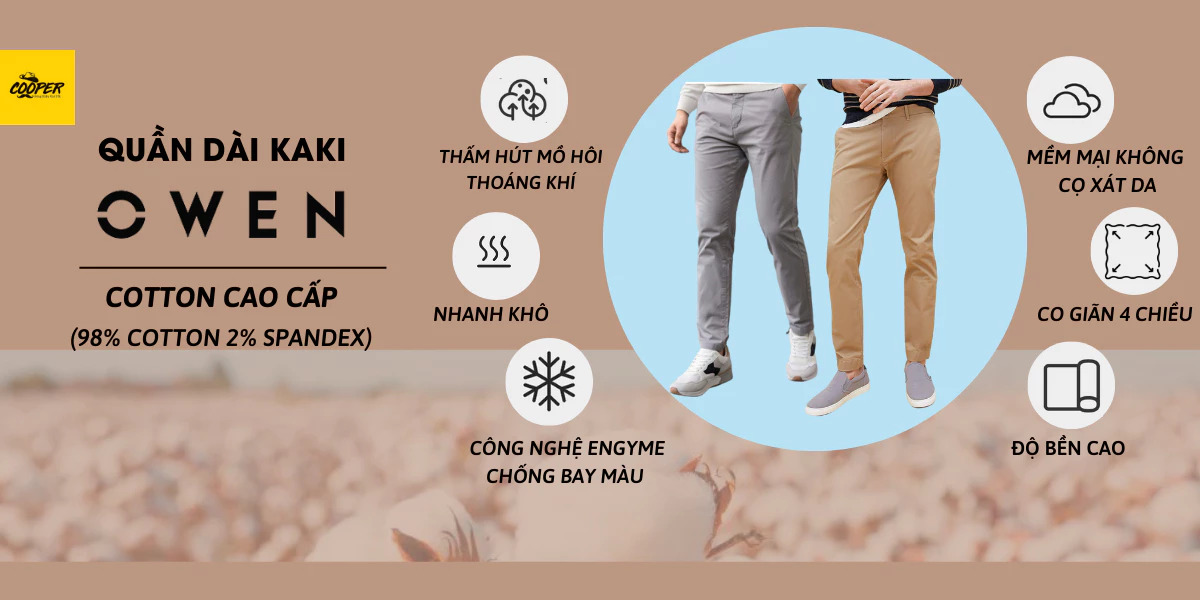 COOPER
QUẦN DÀI KAKI
OWEN
COTTON CAO CẤP
(98% COTTON 2% SPANDEX)
THẤM HÚT MỒ HÔI
THOÁNG KHÍ
NHANH KHÔ
CÔNG NGHỆ ENGYME
CHỐNG BAY MÀU
MỀM MẠI KHÔNG
CỌ XÁT DA
CO GIÃN 4 CHIỀU
ĐỘ BỀN CAO